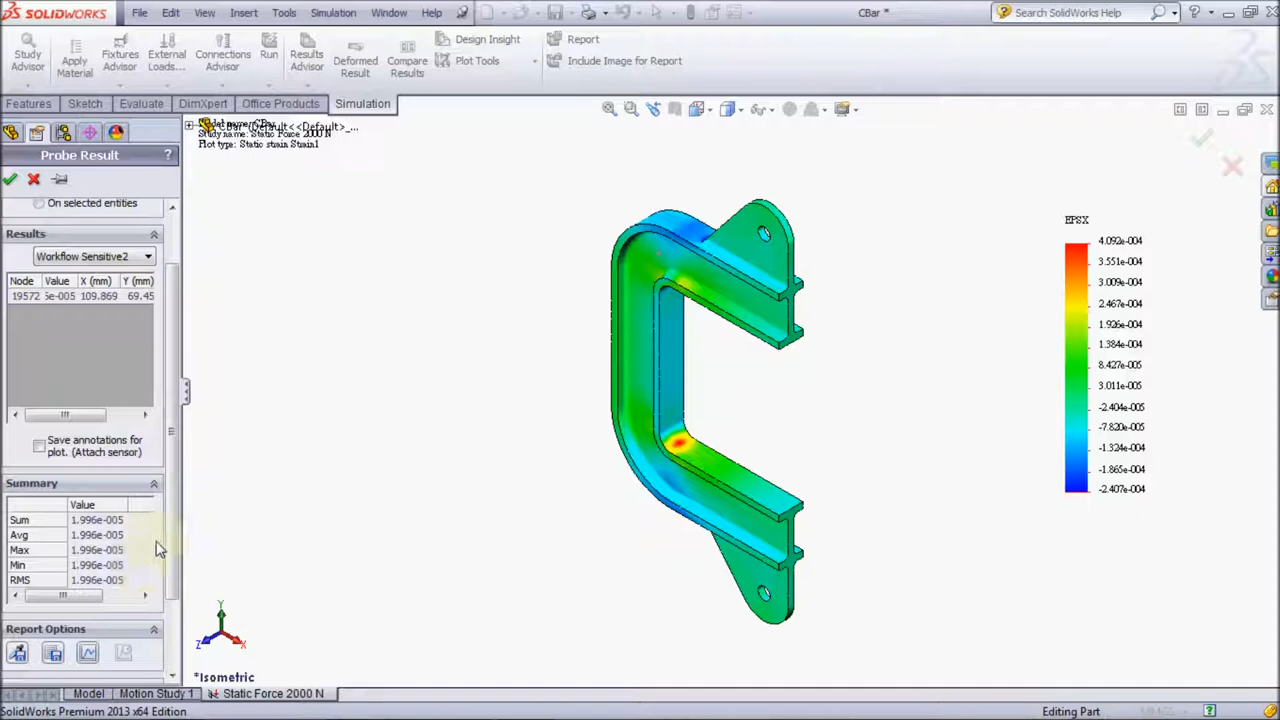 SOLIDWORKS File Edit View Insert Tools Simulation Window Help CBar * Search SolidWorks Help
Study Advisor
Apply Material
Fixtures Advisor
External Loads...
Connections Advisor
Run
Results Advisor
Deformed Result
Compare Results
Design Insight
Plot Tools
Report
Include Image for Report
Features Sketch Evaluate DimXpert Office Products Simulation
CBar (Default<<Default>_...
Study name: Static Force 2000 N
Plot type: Static strain Strain1
Probe Result ?
On selected entities
Results
Workflow Sensitive2
Node Value X (mm) Y (mm)
19572 5e-005 109.869 69.45
Save annotations for
plot. (Attach sensor)
Summary
Value
Sum 1.996e-005
Avg 1.996e-005
Max 1.996e-005
Min 1.996e-005
RMS 1.996e-005
Report Options
EPSX
4.092e-004
3.551e-004
3.009e-004
2.467e-004
1.926e-004
1.384e-004
8.427e-005
3.011e-005
-2.404e-005
-7.820e-005
-1.324e-004
-1.865e-004
-2.407e-004
Y
Z
X
*Isometric
Model Motion Study 1 Static Force 2000 N
SolidWorks Premium 2013 x64 Edition Editing Part